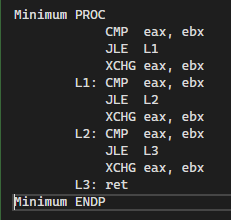 Minimum PROC
CMP eax, ebx
JLE L1
XCHG eax, ebx
L1: CMP eax, ebx
JLE L2
XCHG eax, ebx
L2: CMP eax, ebx
JLE L3
XCHG eax, ebx
L3: ret
Minimum ENDP